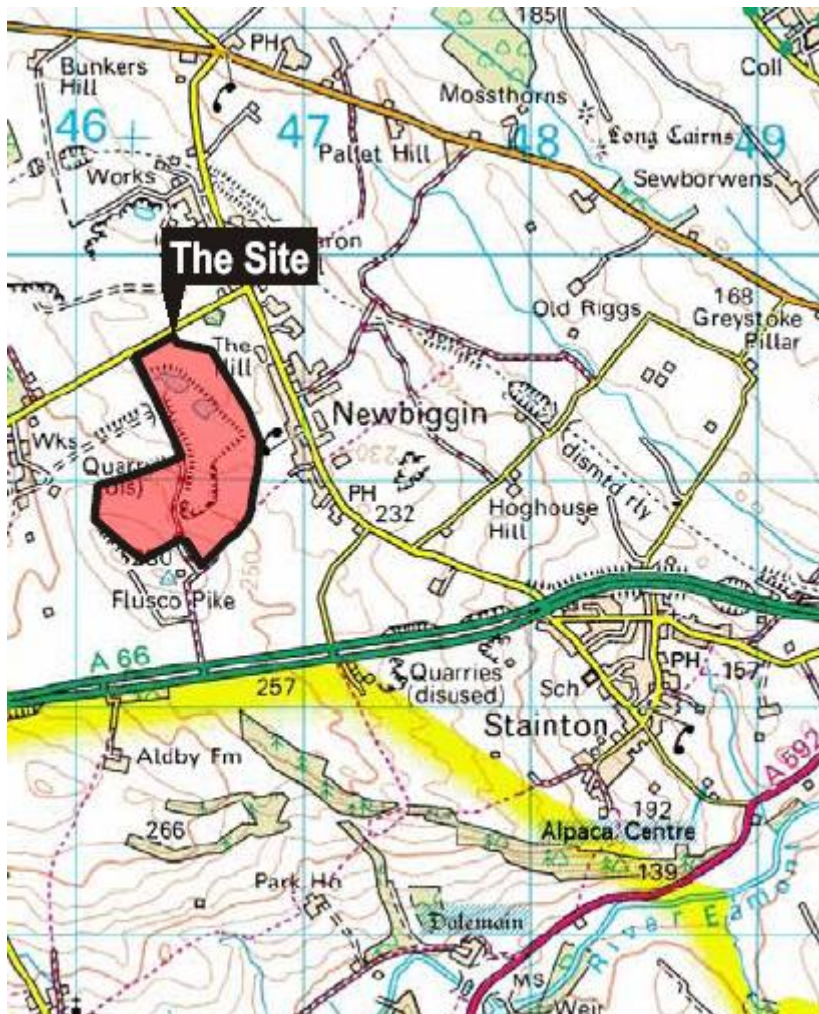 185
PH
Bunkers
Hill
Coll
46
47
48
49
Mossthorns
Long Cairns
Pallet Hill
Works
Sewborwens
The Site
168
Old Riggs
Greystoke
Pillar
The
Hill
Newbiggin
Wks
230
dismtd rly
PH
232
Hoghouse
Hill
250
Flusco Pike
A 66
257
Quarries
(disused)
Sch
PH
157
Stainton
Aldby Fm
A 592
266
192
Alpaca Centre
139
Park Ho
Dalemain
River Eamont
MS
Weir